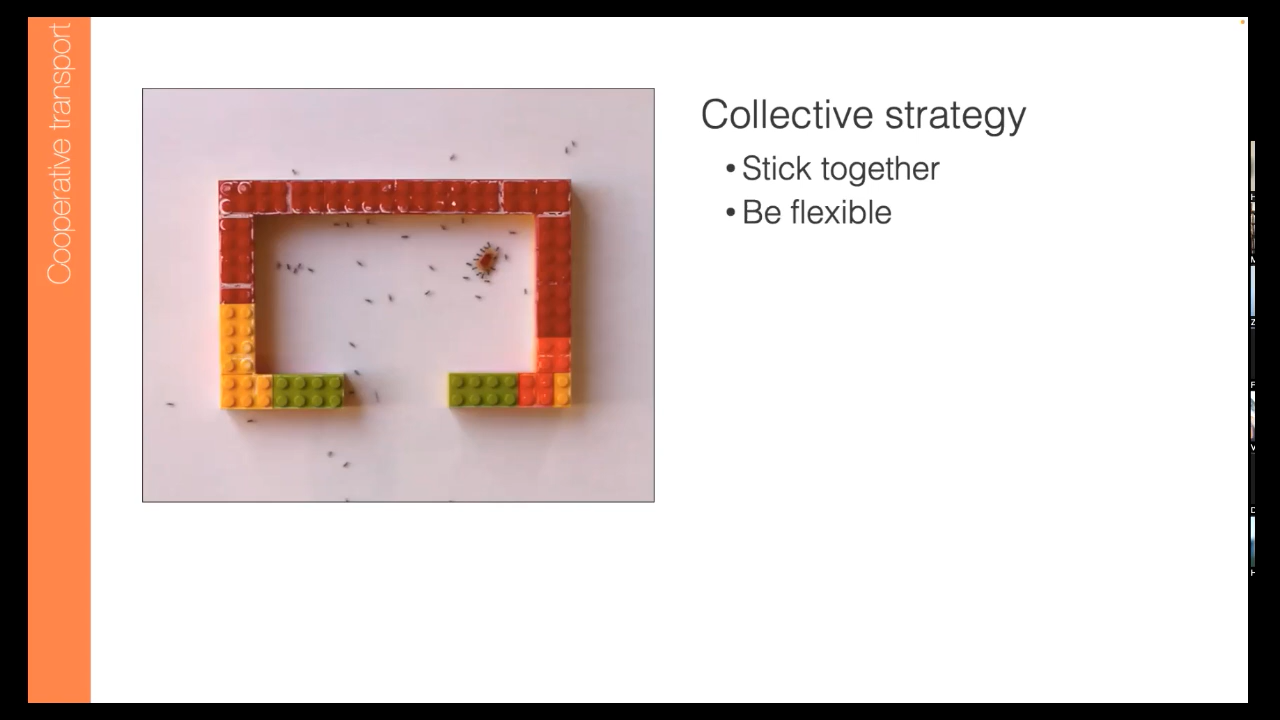 Cooperative transport
Collective strategy
• Stick together
• Be flexible